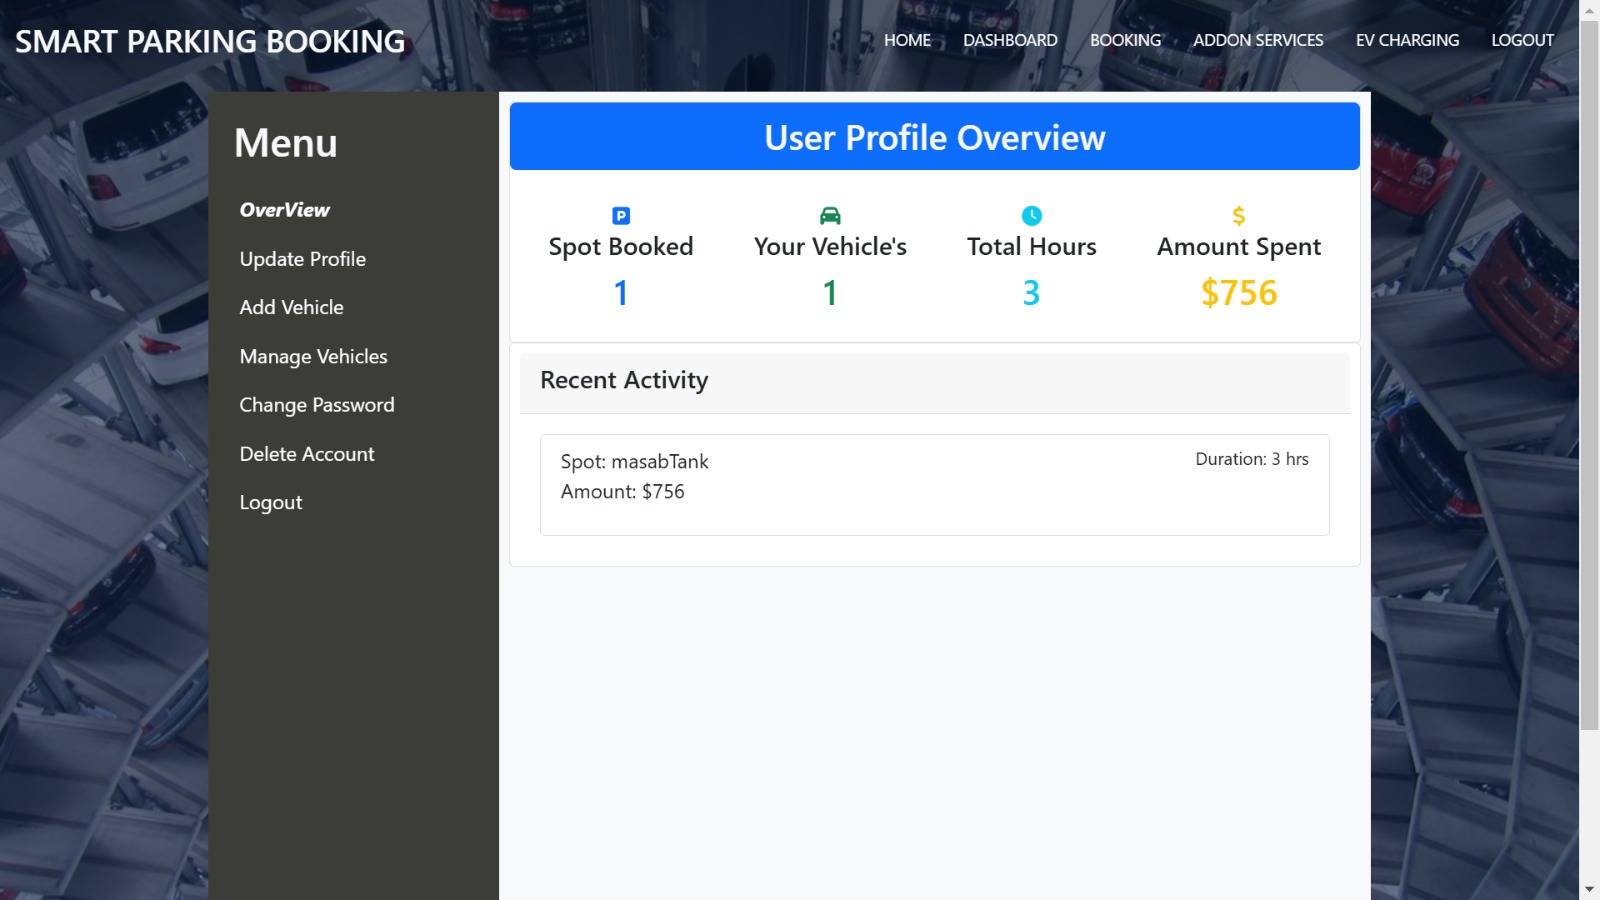 SMART PARKING BOOKING
HOME DASHBOARD BOOKING ADDON SERVICES EV CHARGING LOGOUT
Menu
OverView
Update Profile
Add Vehicle
Manage Vehicles
Change Password
Delete Account
Logout
User Profile Overview
P
Spot Booked
1
Your Vehicle's
1
Total Hours
3
$
Amount Spent
$756
Recent Activity
Spot: masabTank
Duration: 3 hrs
Amount: $756